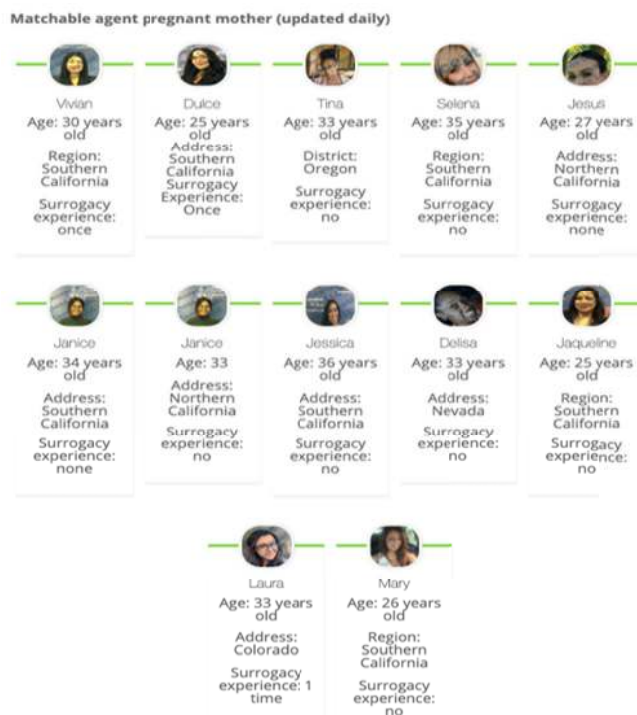 Matchable agent pregnant mother (updated daily)
Vivian
Age: 30 years
old
Region:
Southern
California
Surrogacy
experience:
once
Dulce
Age: 25 years
old
Address:
Southern
California
Surrogacy
Experience:
Once
Tina
Age: 33 years
old
District:
Oregon
Surrogacy
experience:
no
Selena
Age: 35 years
old
Region:
Southern
California
Surrogacy
experience:
no
Jesus
Age: 27 years
old
Address:
Northern
California
Surrogacy
experience:
none
Janice
Age: 34 years
old
Address:
Southern
California
Surrogacy
experience:
none
Janice
Age: 33
Address:
Northern
California
Surrogacy
experience:
no
Jessica
Age: 36 years
old
Address:
Southern
California
Surrogacy
experience:
no
Delisa
Age: 33 years
old
Address:
Nevada
Surrogacy
experience:
no
Jaqueline
Age: 25 years
old
Region:
Southern
California
Surrogacy
experience:
no
Laura
Age: 33 years
old
Address:
Colorado
Surrogacy
experience: 1
time
Mary
Age: 26 years
old
Region:
Southern
California
Surrogacy
experience:
no